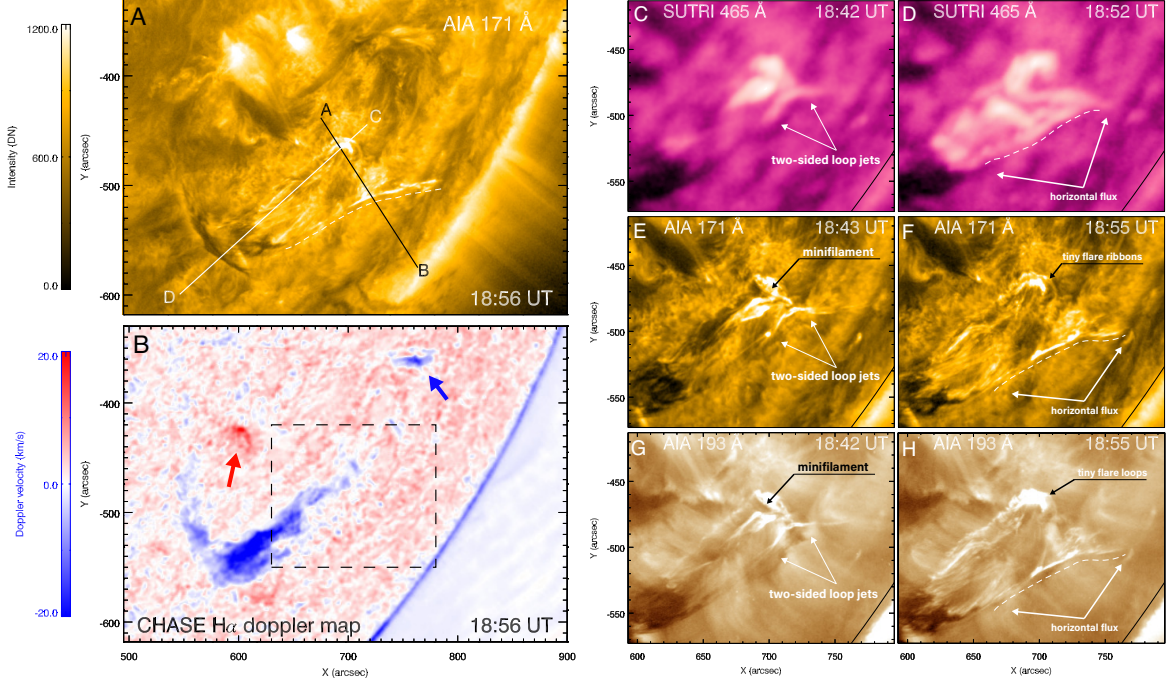 A
AIA 171 Å
1200.0
600.0
0.0
Intensity (DN)
Y (arcsec)
-400
-500
-600
A
C
B
D
18:56 UT
B
20.0
0.0
-20.0
Doppler velocity (km/s)
Y (arcsec)
-400
-500
-600
CHASE Hα doppler map
18:56 UT
500
600
700
800
900
X (arcsec)
C
SUTRI 465 Å
18:42 UT
-450
-500
-550
Y (arcsec)
two-sided loop jets
D
SUTRI 465 Å
18:52 UT
horizontal flux
E
AIA 171 Å
18:43 UT
minifilament
-450
-500
-550
Y (arcsec)
two-sided loop jets
F
AIA 171 Å
18:55 UT
tiny flare ribbons
horizontal flux
G
AIA 193 Å
18:42 UT
minifilament
-450
-500
-550
Y (arcsec)
two-sided loop jets
600
650
700
750
X (arcsec)
H
AIA 193 Å
18:55 UT
tiny flare loops
horizontal flux
600
650
700
750
X (arcsec)